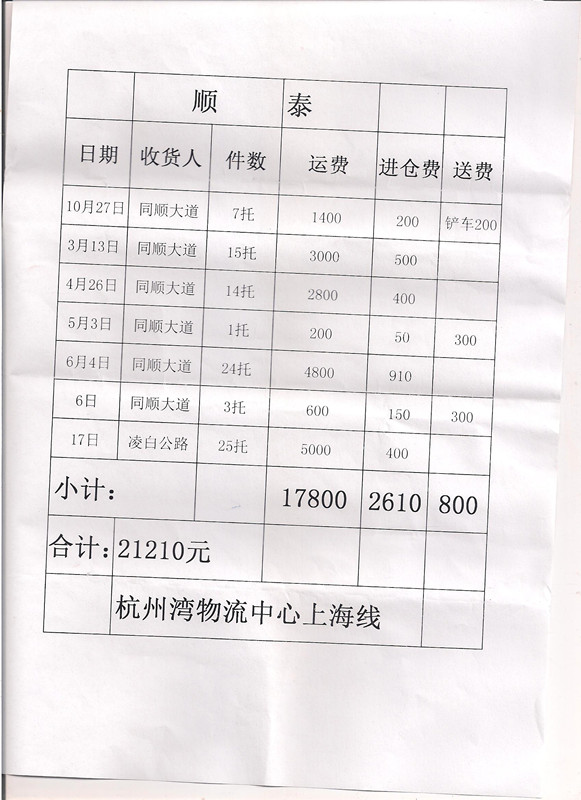 顺 泰
日期 收货人 件数 运费 进仓费 送费
10月27日 同顺大道 7托 1400 200 铲车200
3月13日 同顺大道 15托 3000 500
4月26日 同顺大道 14托 2800 400
5月3日 同顺大道 1托 200 50 300
6月4日 同顺大道 24托 4800 910
6日 同顺大道 3托 600 150 300
17日 凌白公路 25托 5000 400
小计： 17800 2610 800
合计：21210元
杭州湾物流中心上海线